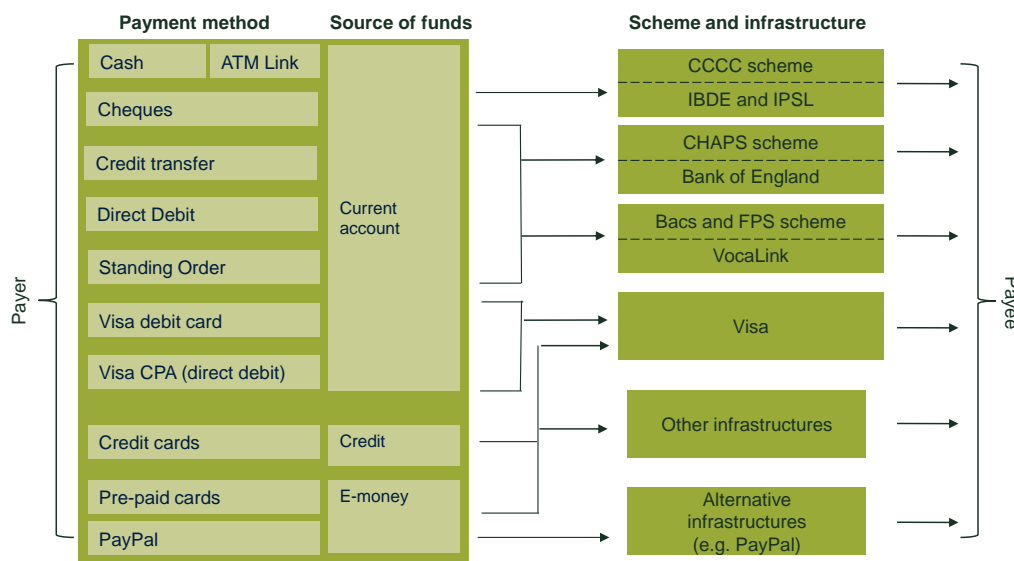 Payment method
Source of funds
Scheme and infrastructure
Payer
Cash
ATM Link
Cheques
Credit transfer
Direct Debit
Standing Order
Visa debit card
Visa CPA (direct debit)
Credit cards
Pre-paid cards
PayPal
Current
account
Credit
E-money
CCCC scheme
IBDE and IPSL
CHAPS scheme
Bank of England
Bacs and FPS scheme
VocaLink
Visa
Other infrastructures
Alternative
infrastructures
(e.g. PayPal)
Payee